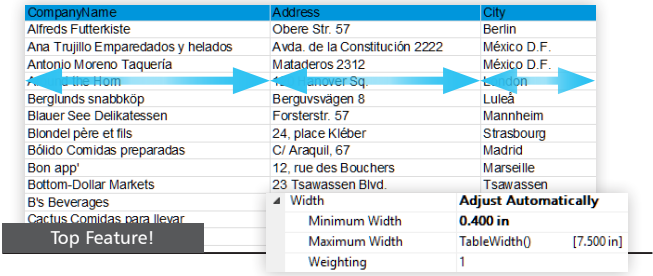 CompanyName Address City
Alfreds Futterkiste Obere Str. 57 Berlin
Ana Trujillo Emparedados y helados Avda. de la Constitución 2222 México D.F.
Antonio Moreno Taquería Mataderos 2312 México D.F.
the Horn Hanover Sq. London
Berglunds snabbköp Berguvsvägen 8 Luleå
Blauer See Delikatessen Forsterstr. 57 Mannheim
Blondel père et fils 24, place Kléber Strasbourg
Bólido Comidas preparadas C/ Araquil, 67 Madrid
Bon app' 12, rue des Bouchers Marseille
Bottom-Dollar Markets 23 Tsawassen Blvd. Tsawassen
B's Beverages
Cactus Comidas para llevar
Top Feature!
Width Adjust Automatically
Minimum Width 0.400 in
Maximum Width TableWidth() [7.500 in]
Weighting 1